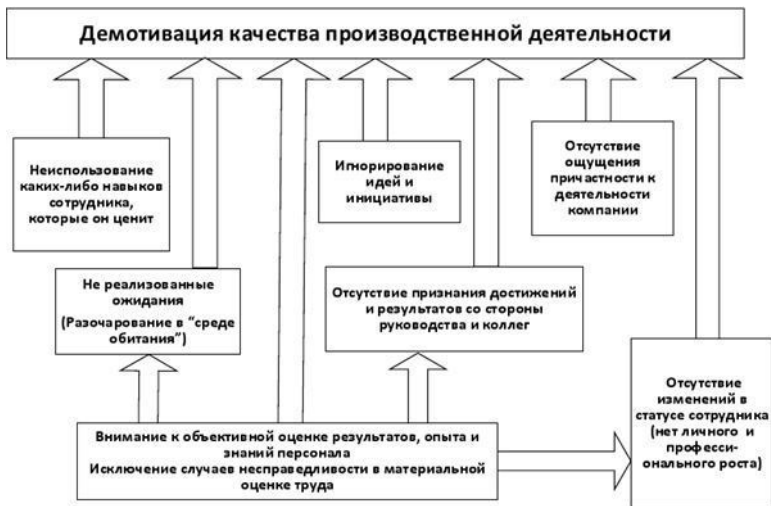 Демотивация качества производственной деятельности
Неиспользование
каких-либо навыков
сотрудника,
которые он ценит
Игнорирование
идей и
инициативы
Отсутствие
ощущения
причастности к
деятельности
компании
Не реализованные
ожидания
(Разочарование в “среде
обитания”)
Отсутствие признания достижений
и результатов со стороны
руководства и коллег
Отсутствие
изменений в
статусе сотрудника
(нет личного и
професси-
онального роста)
Внимание к объективной оценке результатов, опыта и
знаний персонала
Исключение случаев несправедливости в материальной
оценке труда